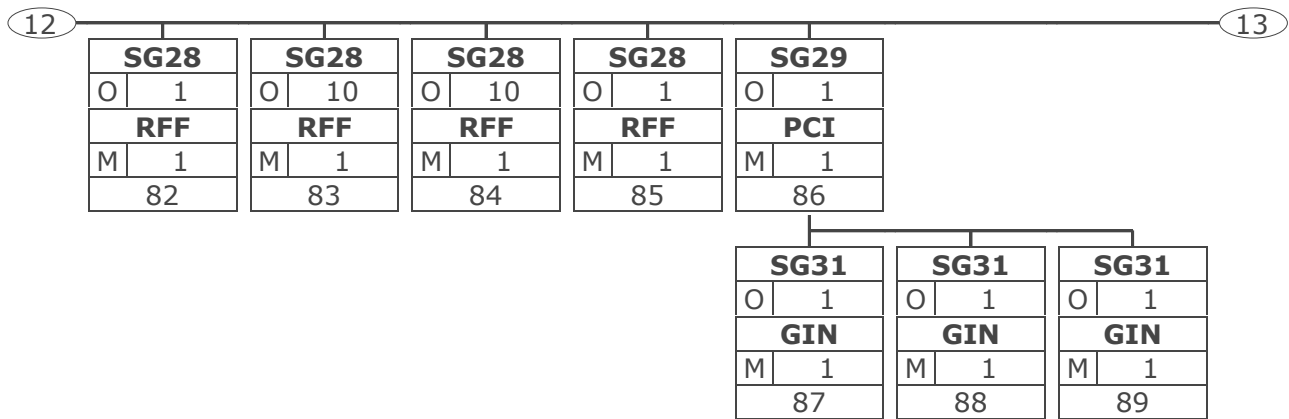 12 13
SG28 SG28 SG28 SG28 SG29
O 1 O 10 O 10 O 1 O 1
RFF RFF RFF RFF PCI
M 1 M 1 M 1 M 1 M 1
82 83 84 85 86
SG31 SG31 SG31
O 1 O 1 O 1
GIN GIN GIN
M 1 M 1 M 1
87 88 89